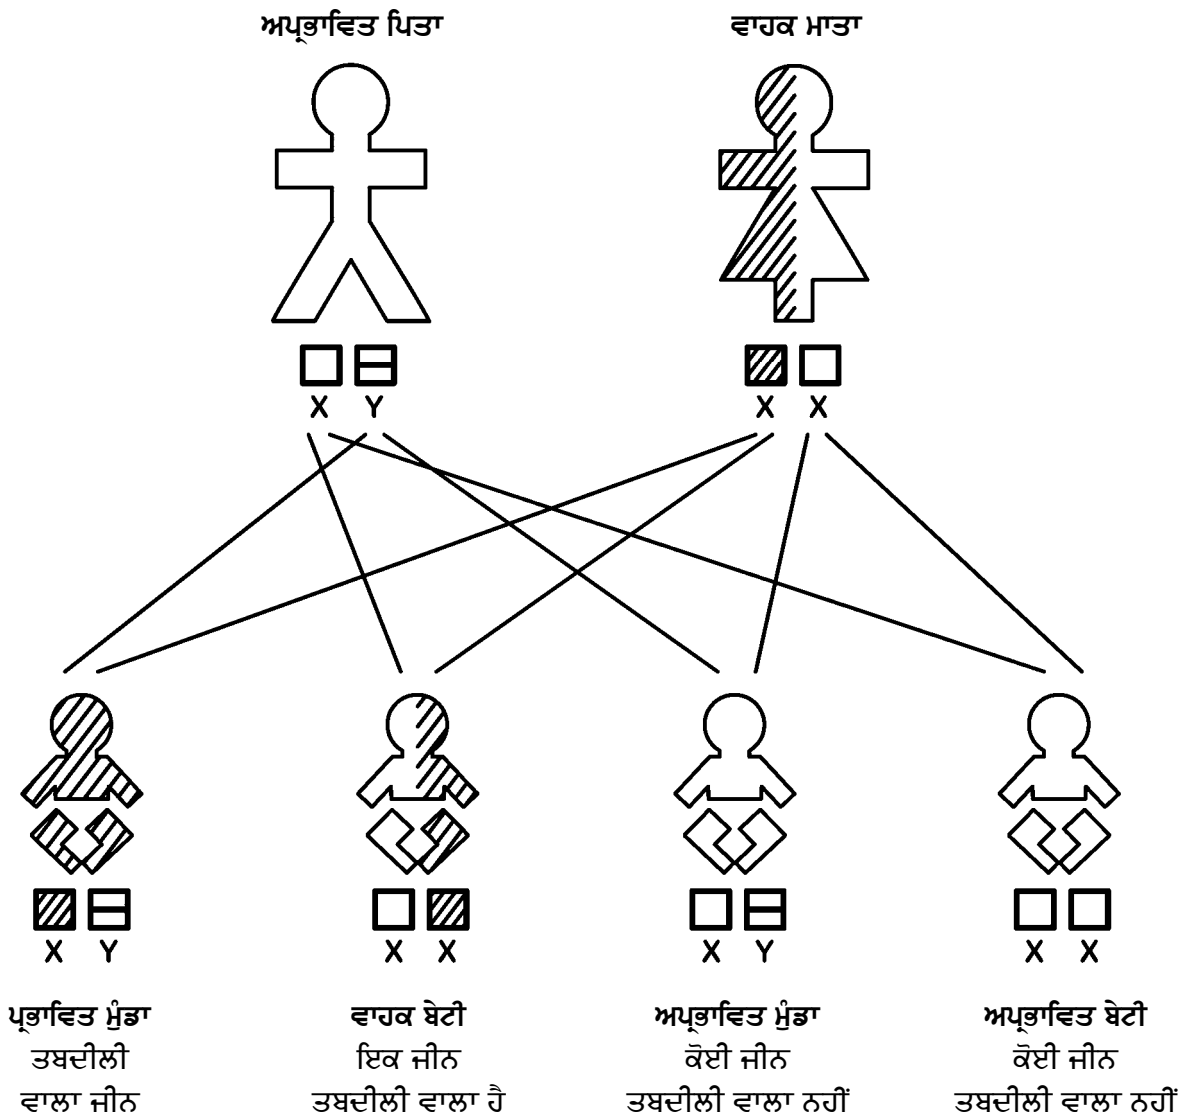 ਅਪ੍ਰਭਾਵਿਤ ਪਿਤਾ
ਵਾਹਕ ਮਾਤਾ
X Y
X X
X Y
X X
X Y
X X
ਪ੍ਰਭਾਵਿਤ ਮੁੰਡਾ
ਤਬਦੀਲੀ
ਵਾਲਾ ਜੀਨ
ਵਾਹਕ ਬੇਟੀ
ਇਕ ਜੀਨ
ਤਬਦੀਲੀ ਵਾਲਾ ਹੈ
ਅਪ੍ਰਭਾਵਿਤ ਮੁੰਡਾ
ਕੋਈ ਜੀਨ
ਤਬਦੀਲੀ ਵਾਲਾ ਨਹੀਂ
ਅਪ੍ਰਭਾਵਿਤ ਬੇਟੀ
ਕੋਈ ਜੀਨ
ਤਬਦੀਲੀ ਵਾਲਾ ਨਹੀਂ